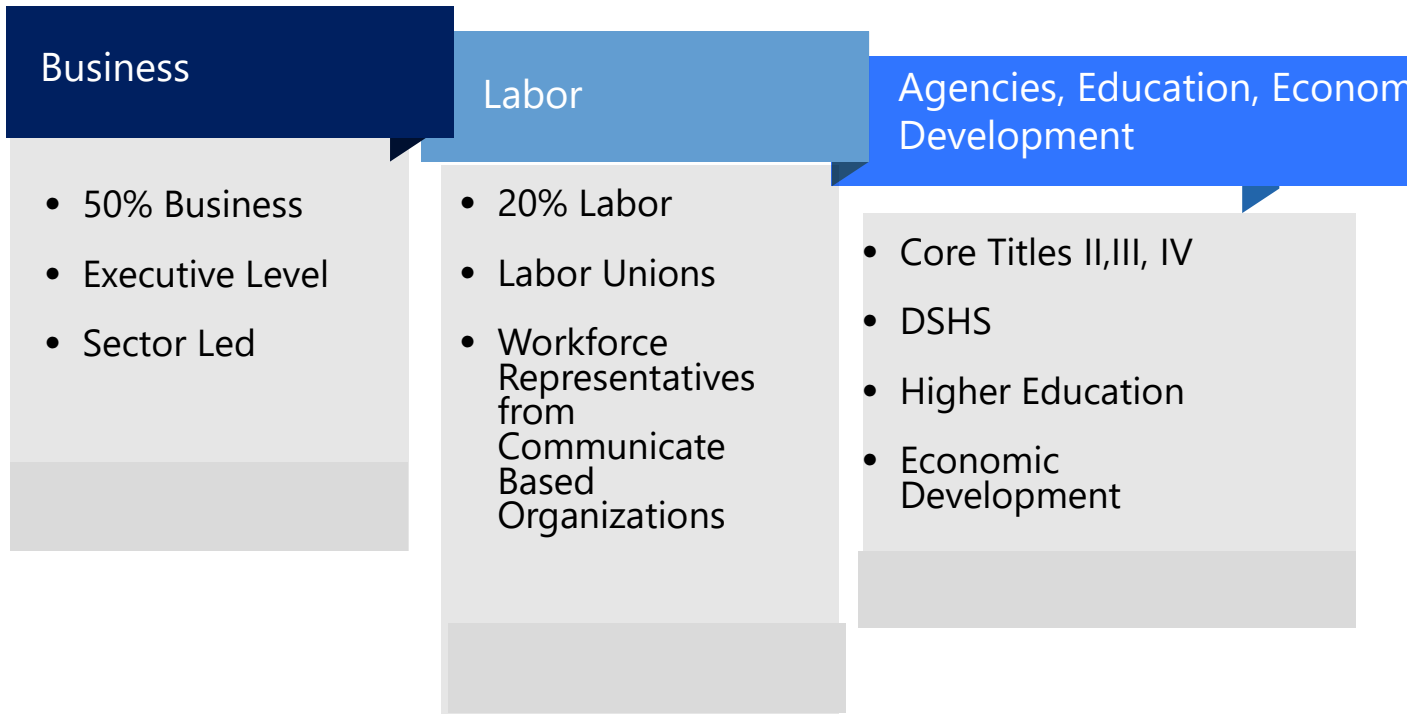 Business
• 50% Business
• Executive Level
• Sector Led
Labor
• 20% Labor
• Labor Unions
• Workforce
Representatives
from
Communicate
Based
Organizations
Agencies, Education, Econom
Development
• Core Titles II,III, IV
• DSHS
• Higher Education
• Economic
Development